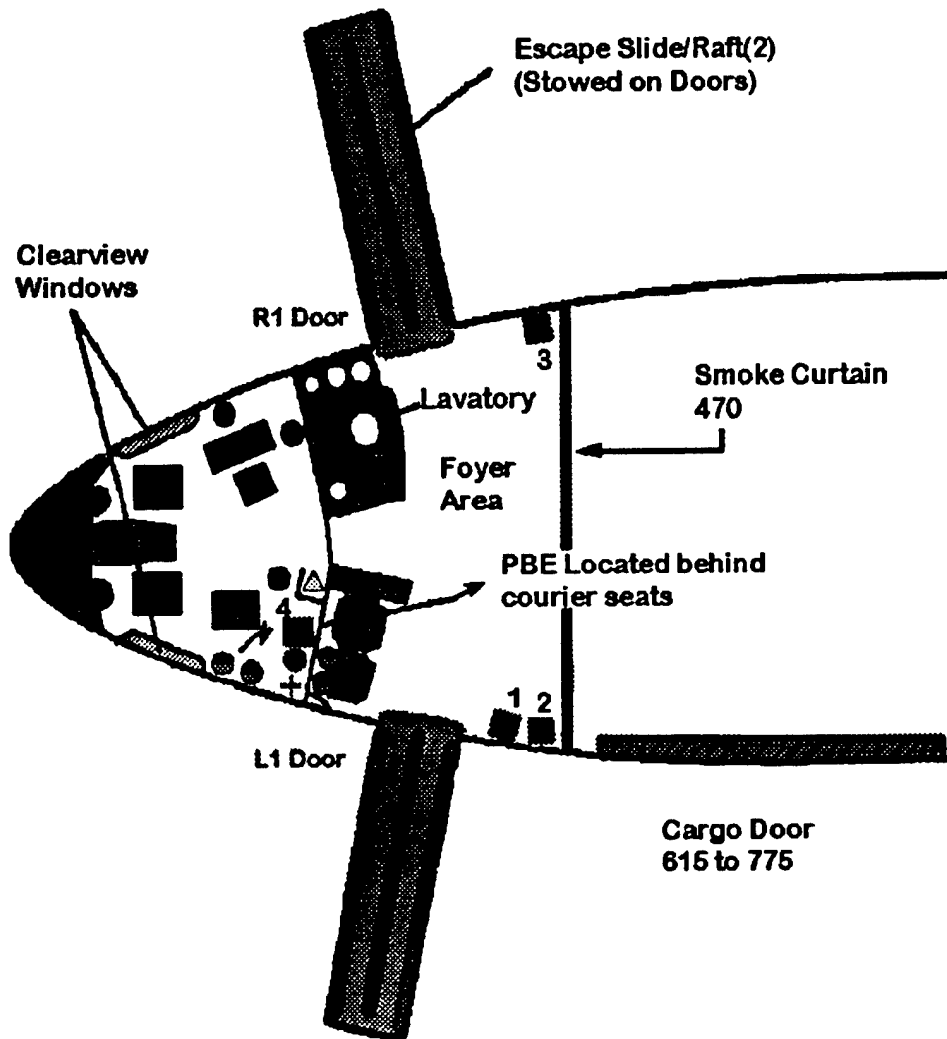 Escape Slide/Raft(2)
(Stowed on Doors)
Clearview
Windows
R1 Door
3
Smoke Curtain
470
Lavatory
Foyer
Area
PBE Located behind
courier seats
4
1
2
L1 Door
Cargo Door
615 to 775